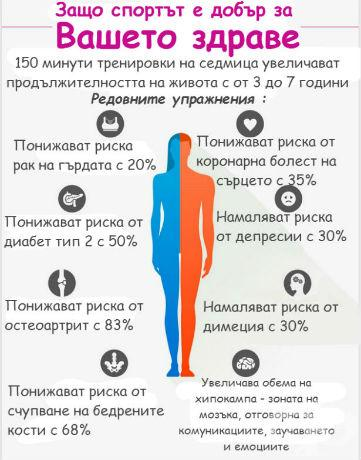 Защо спортът е добър за
Вашето здраве
150 минути тренировки на седмица увеличават
продължителността на живота с от 3 до 7 години
Редовните упражнения :
Понижават риска
рак на гърдата с 20%
Понижават риска от
коронарна болест на
сърцето с 35%
Понижават риска от
диабет тип 2 с 50%
Намаляват риска
от депресии с 30%
Понижават риска от
остеоартрит с 83%
Намаляват риска от
димеция с 30%
Понижават риска от
счупване на бедрените
кости с 68%
Увеличава обема на
хипокампа - зоната на
мозъка, отговорна за
комуникациите, заучаването
и емоциите